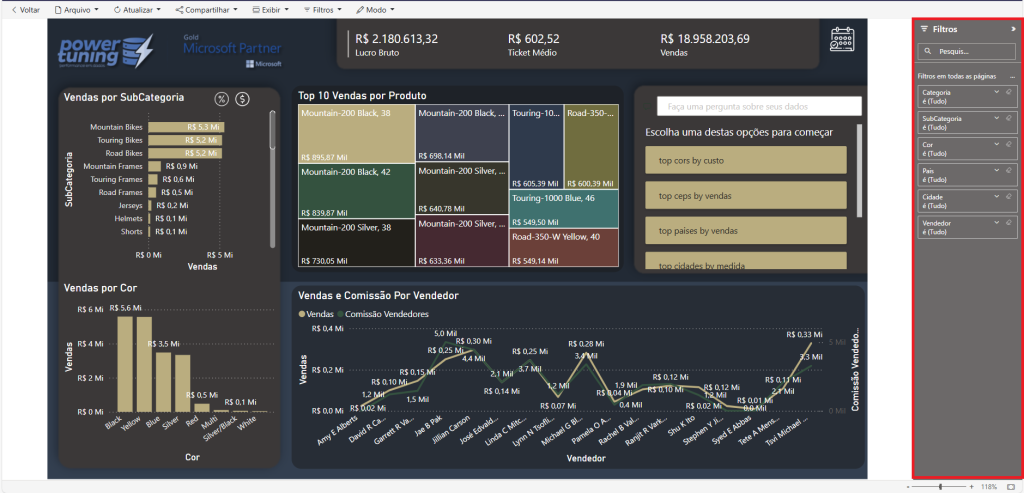 Voltar
Arquivo
Atualizar
Compartilhar
Exibir
Filtros
Modo
power tuning
Gold
Microsoft Partner
Microsoft
R$ 2.180.613,32
Lucro Bruto
R$ 602,52
Ticket Médio
R$ 18.958.203,69
Vendas
Vendas por SubCategoria
%
$
SubCategoria
Mountain Bikes
R$ 5,3 Mi
Touring Bikes
R$ 5,2 Mi
Road Bikes
R$ 5,2 Mi
Mountain Frames
R$ 0,9 Mi
Touring Frames
R$ 0,6 Mi
Road Frames
R$ 0,5 Mi
Jerseys
R$ 0,2 Mi
Helmets
R$ 0,1 Mi
Shorts
R$ 0,1 Mi
R$ 0 Mi
R$ 5 Mi
Vendas
Top 10 Vendas por Produto
Mountain-200 Black, 38
R$ 895,87 Mil
Mountain-200 Black, 42
R$ 839,87 Mil
Mountain-200 Silver, 38
R$ 730,05 Mil
Mountain-200 Black, ...
R$ 698,14 Mil
Mountain-200 Silver, ...
R$ 640,78 Mil
Mountain-200 Silver, ...
R$ 633,36 Mil
Touring-10...
R$ 605,39 Mil
Road-350-...
R$ 600,39 Mil
Touring-1000 Blue, 46
R$ 549,50 Mil
Road-350-W Yellow, 40
R$ 549,14 Mil
Faça uma pergunta sobre seus dados
Escolha uma destas opções para começar
top cors by custo
top ceps by vendas
top países by vendas
top cidades by medida
Vendas por Cor
Vendas
R$ 6 Mi
R$ 4 Mi
R$ 2 Mi
R$ 0 Mi
R$ 5,6 Mi
R$ 3,5 Mi
R$ 0,5 Mi
R$ 0,1 Mi
Black
Yellow
Blue
Silver
Red
Multi
Silver/Black
White
Cor
Vendas e Comissão Por Vendedor
Vendas
Comissão Vendedores
Vendas
R$ 0,4 Mi
R$ 0,2 Mi
R$ 0,0 Mi
1,2 Mi
R$ 0,02 Mi
R$ 0,10 Mi
R$ 0,15 Mi
1,5 Mi
5,0 Mil
R$ 0,25 Mi
R$ 0,30 Mi
4,4 Mil
2,1 Mil
R$ 0,14 Mi
R$ 0,25 Mi
3,7 Mil
1,2 Mil
R$ 0,07 Mi
R$ 0,28 Mi
3,4 Mil
R$ 0,04 Mi
0,4 Mil
1,9 Mil
R$ 0,12 Mi
R$ 0,10 Mi
R$ 0,12 Mi
1,2 Mil
R$ 0,02 Mi
R$ 0,01 Mi
0,0 Mil
R$ 0,11 Mi
2,1 Mil
R$ 0,33 Mi
3,3 Mil
5 Mil
0 Mil
Comissão Vendedo...
Amy E Alberts
David R Ca...
Garrett R Va...
Jae B Pak
Jillian Carson
José Edvald...
Linda C Mitc...
Lynn N Tsofli...
Michael G Bl...
Pamela O A...
Rachel B Val...
Ranjit R Vark...
Shu K Ito
Stephen Y Ji...
Syed E Abbas
Tete A Mens...
Tsvi Michael ...
Vendedor
Filtros
Pesquis...
Filtros em todas as páginas
...
Categoria
é (Tudo)
SubCategoria
é (Tudo)
Cor
é (Tudo)
Pais
é (Tudo)
Cidade
é (Tudo)
Vendedor
é (Tudo)
- + 118%